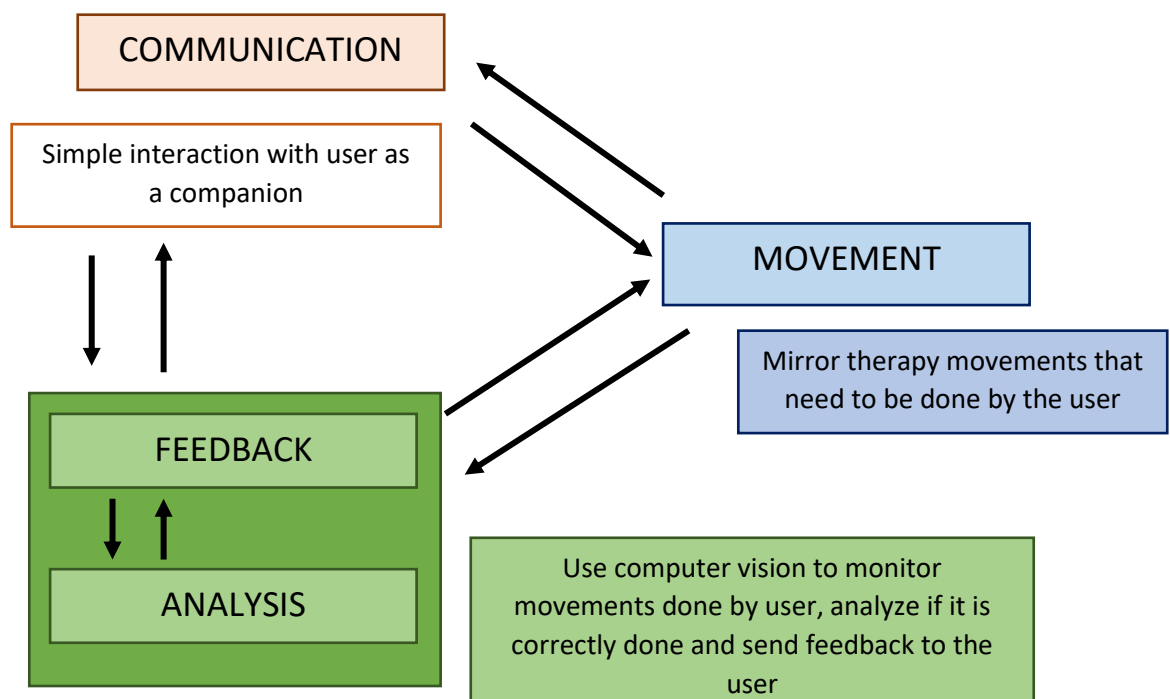 COMMUNICATION
Simple interaction with user as
a companion
MOVEMENT
Mirror therapy movements that
need to be done by the user
FEEDBACK
ANALYSIS
Use computer vision to monitor
movements done by user, analyze if it is
correctly done and send feedback to the
user